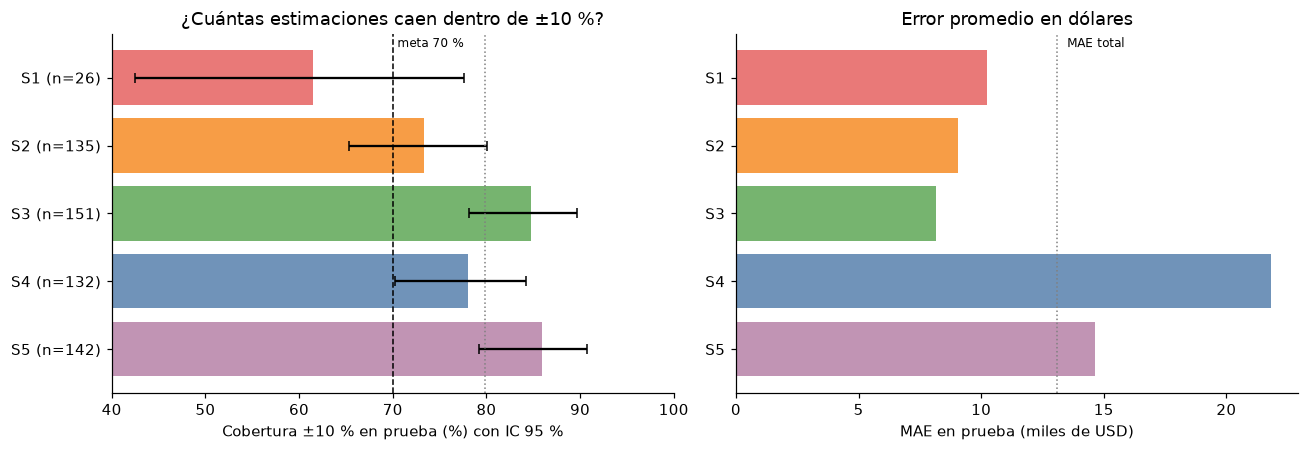 ¿Cuántas estimaciones caen dentro de ±10 %?
meta 70 %
S1 (n=26)
S2 (n=135)
S3 (n=151)
S4 (n=132)
S5 (n=142)
40 50 60 70 80 90 100
Cobertura ±10 % en prueba (%) con IC 95 %
Error promedio en dólares
MAE total
S1
S2
S3
S4
S5
0 5 10 15 20
MAE en prueba (miles de USD)